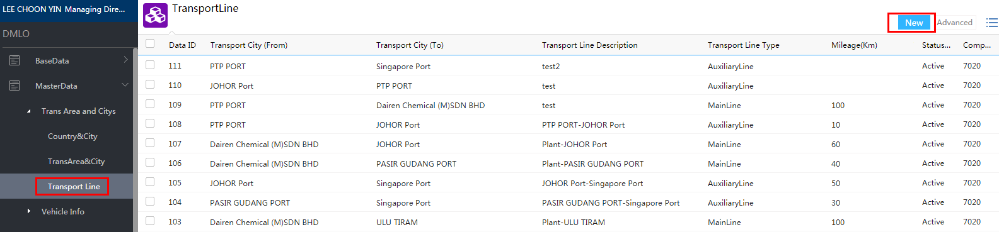 LEE CHOON YIN Managing Dire...
DMLO
BaseData
MasterData
Trans Area and Citys
Country&City
TransArea&City
Transport Line
Vehicle Info
TransportLine
New Advanced
Data ID Transport City (From) Transport City (To) Transport Line Description Transport Line Type Mileage(Km) Status... Comp...
111 PTP PORT Singapore Port test2 AuxiliaryLine Active 7020
110 JOHOR Port PTP PORT test AuxiliaryLine Active 7020
109 PTP PORT Dairen Chemical (M)SDN BHD test MainLine 100 Active 7020
108 PTP PORT JOHOR Port PTP PORT-JOHOR Port AuxiliaryLine 10 Active 7020
107 Dairen Chemical (M)SDN BHD JOHOR Port Plant-JOHOR Port MainLine 60 Active 7020
106 Dairen Chemical (M)SDN BHD PASIR GUDANG PORT Plant-PASIR GUDANG PORT MainLine 40 Active 7020
105 JOHOR Port Singapore Port JOHOR Port-Singapore Port AuxiliaryLine 50 Active 7020
104 PASIR GUDANG PORT Singapore Port PASIR GUDANG PORT-Singapore Port AuxiliaryLine 30 Active 7020
103 Dairen Chemical (M)SDN BHD ULU TIRAM Plant-ULU TIRAM MainLine 100 Active 7020